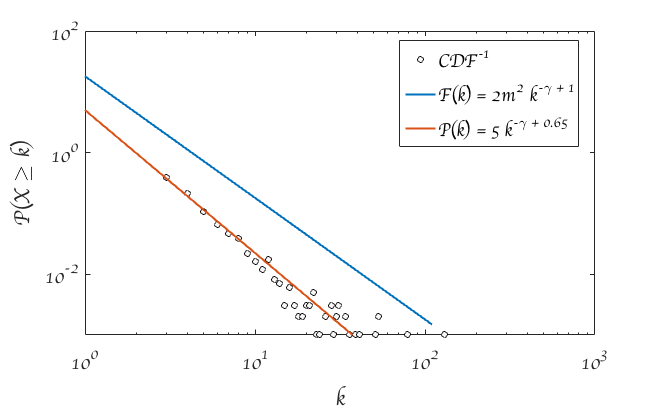 10^2
10^0
10^-2
P(X ≥ k)
CDF^-1
F(k) = 2m^2 k^-γ + 1
P(k) = 5 k^-γ + 0.65
10^0 10^1 10^2 10^3
k